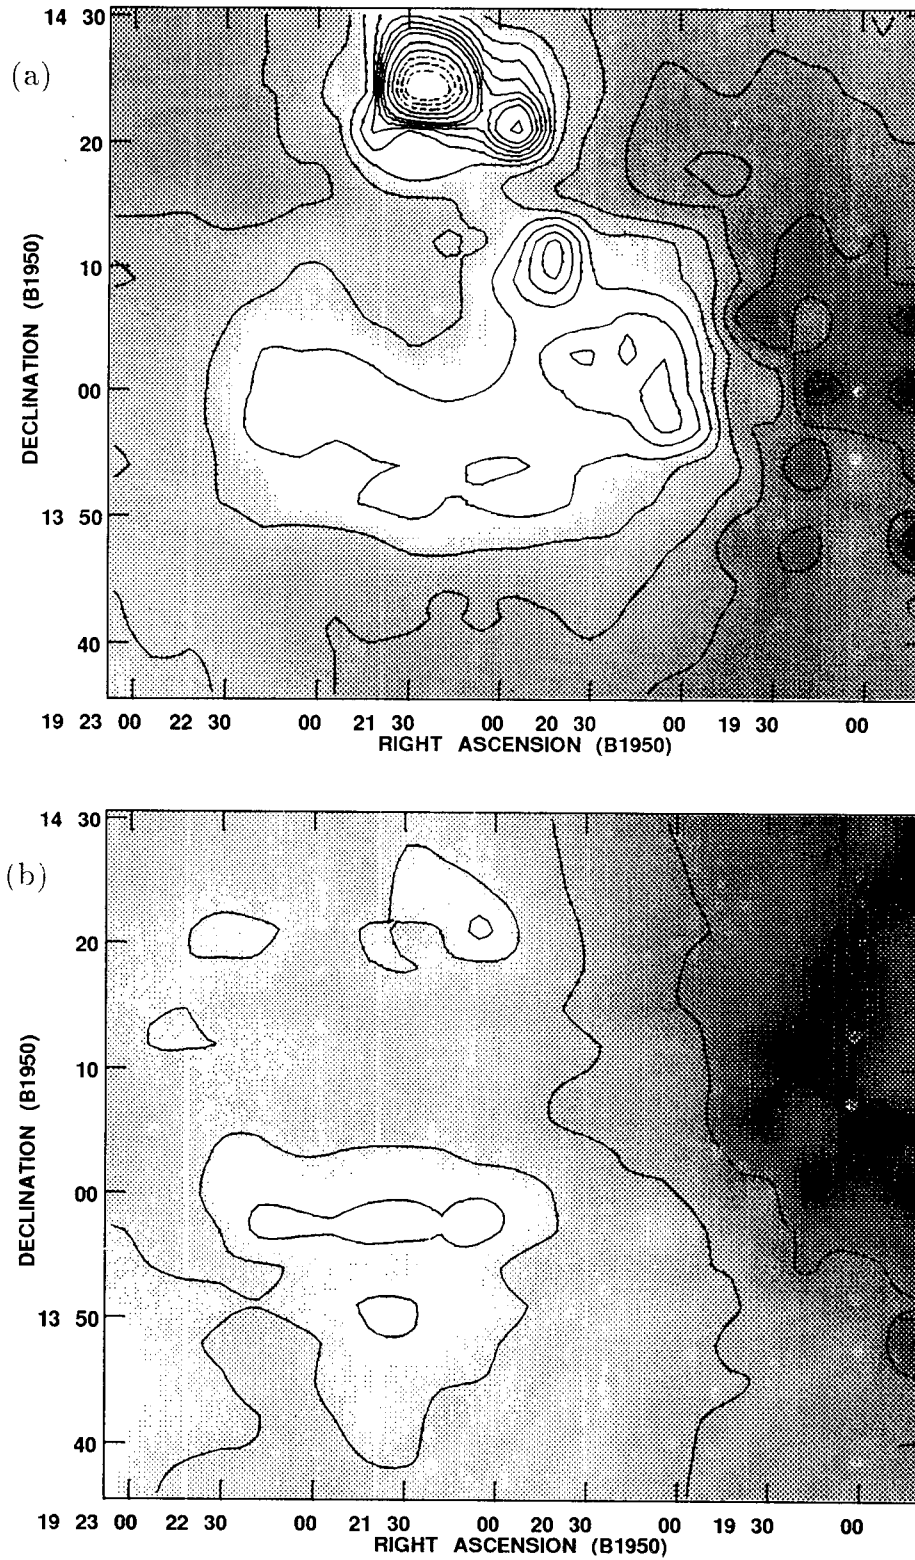 (a)
14 30
20
10
00
13 50
40
DECLINATION (B1950)
19 23 00 22 30 00 21 30 00 20 30 00 19 30 00
RIGHT ASCENSION (B1950)
(b)
14 30
20
10
00
13 50
40
DECLINATION (B1950)
19 23 00 22 30 00 21 30 00 20 30 00 19 30 00
RIGHT ASCENSION (B1950)